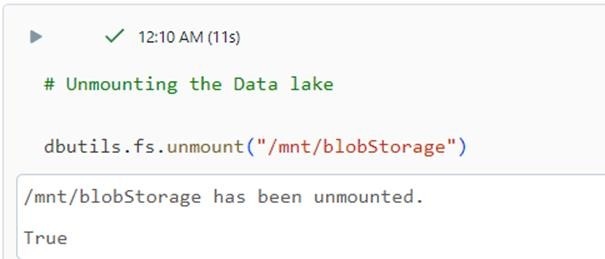 12:10 AM (11s)
# Unmounting the Data lake
dbutils.fs.unmount("/mnt/blobStorage")
/mnt/blobStorage has been unmounted.
True